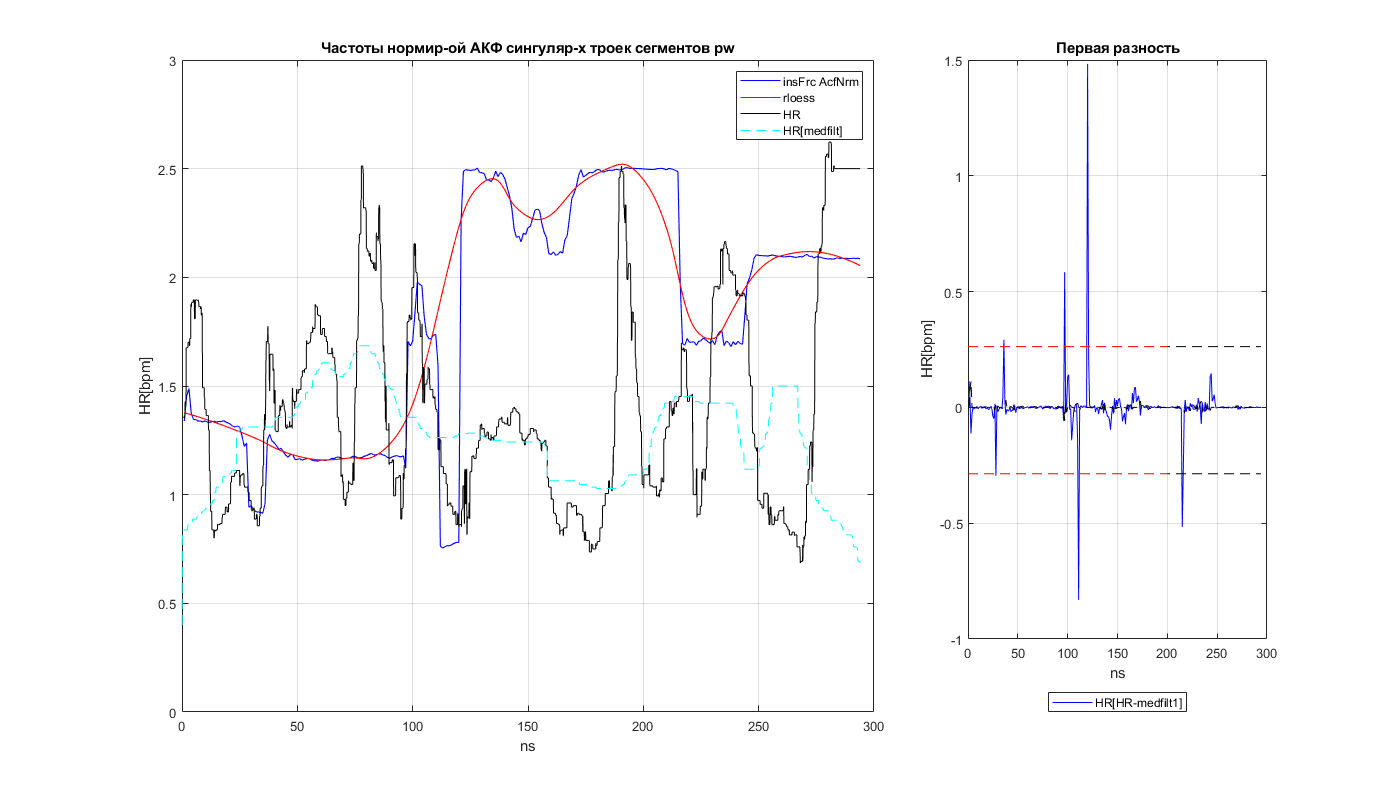 Частоты нормир-ой АКФ сингуляр-х троек сегментов pw
3
2.5
2
1.5
1
0.5
0
HR[bpm]
insFrc AcfNrm
rloess
HR
HR[medfilt]
0 50 100 150 200 250 300
ns
Первая разность
1.5
1
0.5
0
-0.5
-1
HR[bpm]
0 50 100 150 200 250 300
ns
HR[HR-medfilt1]